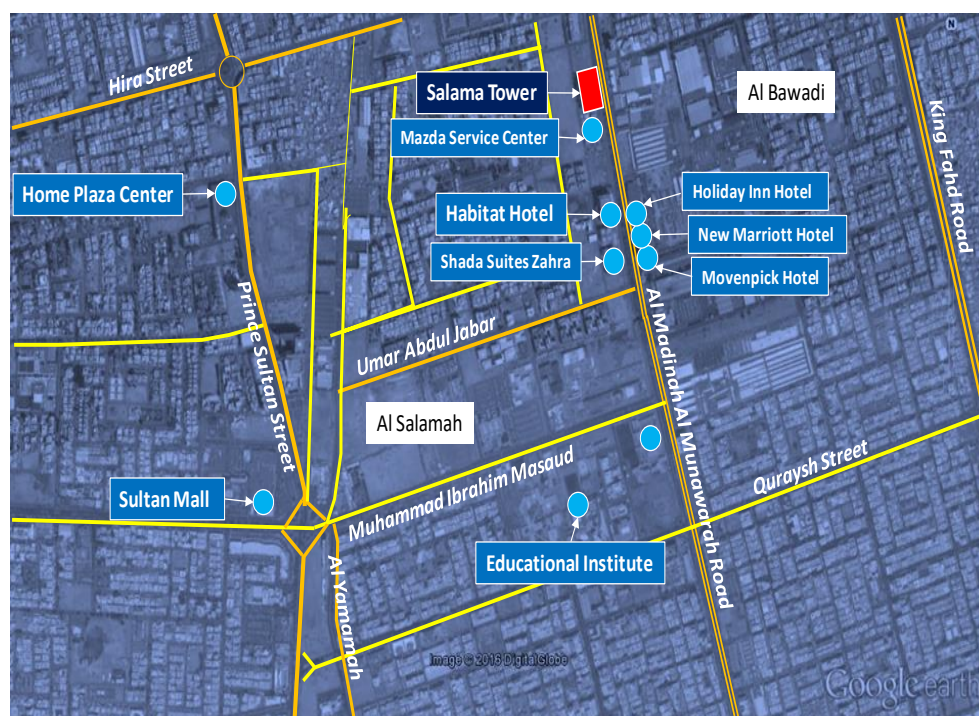 N
Hira Street
Salama Tower
Al Bawadi
Mazda Service Center
King Fahd Road
Home Plaza Center
Habitat Hotel
Holiday Inn Hotel
New Marriott Hotel
Shada Suites Zahra
Movenpick Hotel
Prince Sultan Street
Umar Abdul Jabar
Al Madinah Al Munawarah Road
Al Salamah
Muhammad Ibrahim Masaud
Quraysh Street
Sultan Mall
Educational Institute
Al Yamamah
Image © 2016 DigitalGlobe
Google earth